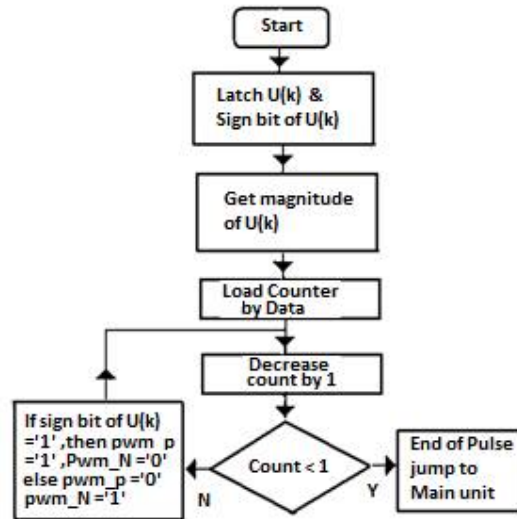 Start
Latch U(k) &
Sign bit of U(k)
Get magnitude
of U(k)
Load Counter
by Data
Decrease
count by 1
If sign bit of U(k)
='1' ,then pwm_p
='1' ,Pwm_N ='0'
else pwm_p ='0'
pwm_N ='1'
N
Count < 1
Y
End of Pulse
jump to
Main unit